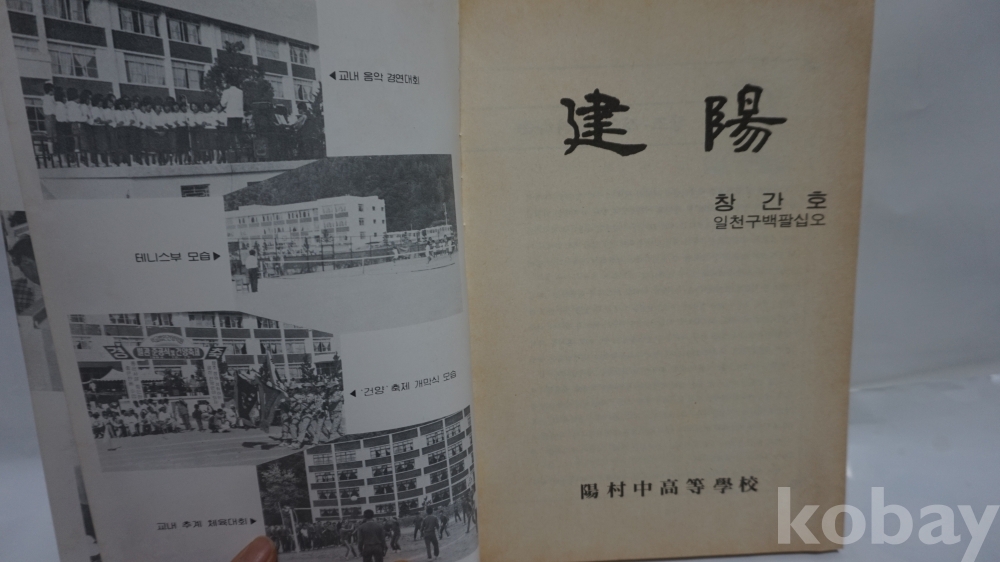 ◀교내 음악 경연대회
테니스부 모습▶
경 축
◀'건양' 축제 개막식 모습
교내 추계 체육대회▶
建陽
창간호
일천구백팔십오
陽村中高等學校
kobay